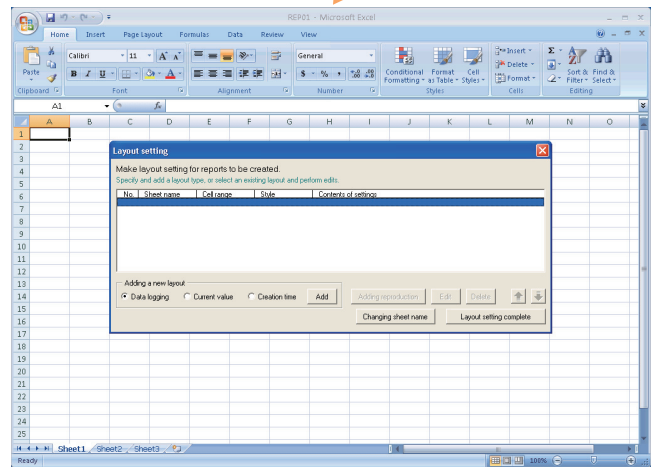 REP01 - Microsoft Excel
Home Insert Page Layout Formulas Data Review View
Paste
Calibri 11 A A
B I U A
General
$ % , .0 .00 .00 .0
Conditional Formatting Format as Table Cell Styles
Insert
Delete
Format
Σ
Sort & Filter Find & Select
Clipboard Font Alignment Number Styles Cells Editing
A1 fx
A B C D E F G H I J K L M N O
1
2
3
4
5
6
7
8
9
10
11
12
13
14
15
16
17
18
19
20
21
22
23
24
25
Layout setting
Make layout setting for reports to be created.
Specify and add a layout type, or select an existing layout and perform edits.
No. Sheet name Cell range Style Contents of settings
Adding a new layout
Data logging Current value Creation time Add
Adding reproduction Edit Delete
Changing sheet name Layout setting complete
Sheet1 Sheet2 Sheet3
Ready 100%